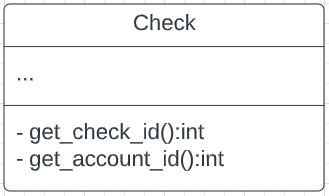 Check
...
- get_check_id():int
- get_account_id():int